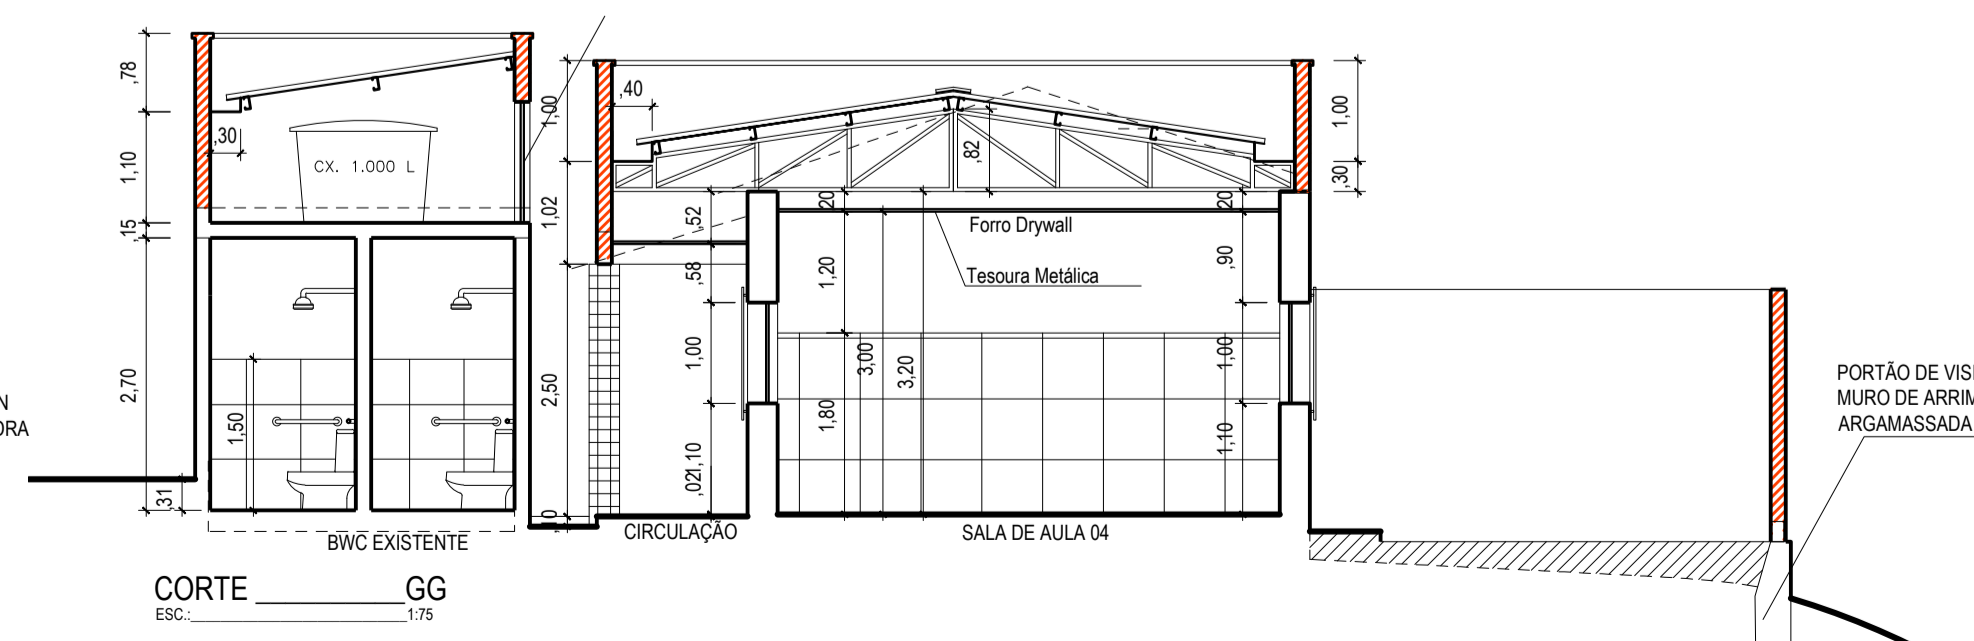 ,78
1,10
,15
2,70
,31
,30
CX. 1.000 L
1,50
BWC EXISTENTE
1,00
1,02
2,50
,10
,40
,52
,58
1,00
1,10
,02
CIRCULAÇÃO
,82
20
1,20
1,80
3,00
3,20
Forro Drywall
Tesoura Metálica
SALA DE AULA 04
20
,90
1,00
1,10
1,00
,30
PORTÃO DE VIS
MURO DE ARRIM
ARGAMASSADA
N
ORA
CORTE GG
ESC.: 1:75